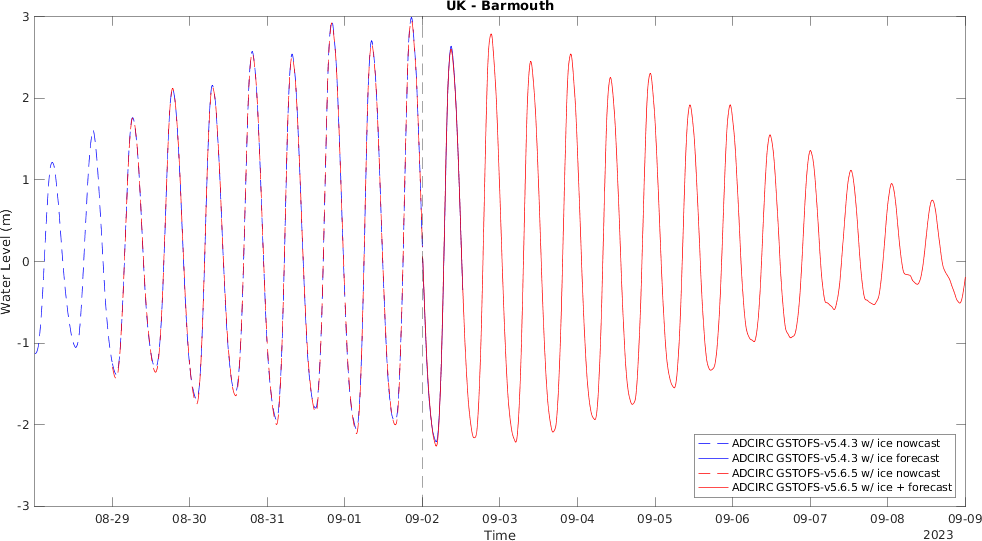 UK - Barmouth
3
2
1
0
-1
-2
-3
Water Level (m)
ADCIRC GSTOFS-v5.4.3 w/ ice nowcast
ADCIRC GSTOFS-v5.4.3 w/ ice forecast
ADCIRC GSTOFS-v5.6.5 w/ ice nowcast
ADCIRC GSTOFS-v5.6.5 w/ ice + forecast
08-29 08-30 08-31 09-01 09-02 09-03 09-04 09-05 09-06 09-07 09-08 09-09
Time
2023